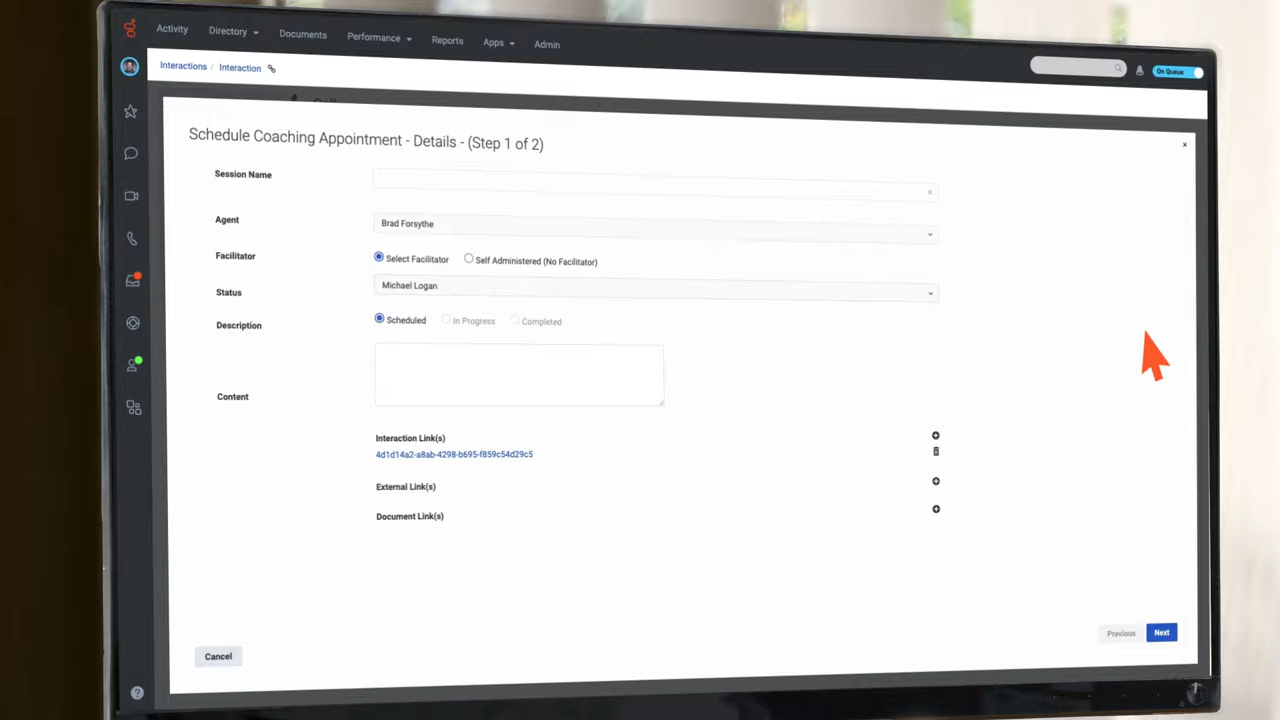 Activity Directory Documents Performance Reports Apps Admin
On Queue
Interactions / Interaction
Schedule Coaching Appointment - Details - (Step 1 of 2)
Session Name
Agent
Brad Forsythe
Facilitator
Select Facilitator Self Administered (No Facilitator)
Status
Michael Logan
Description
Scheduled In Progress Completed
Content
Interaction Link(s)
4d1d14a2-a8ab-4298-b695-f859c54d29c5
External Link(s)
Document Link(s)
Previous Next
Cancel